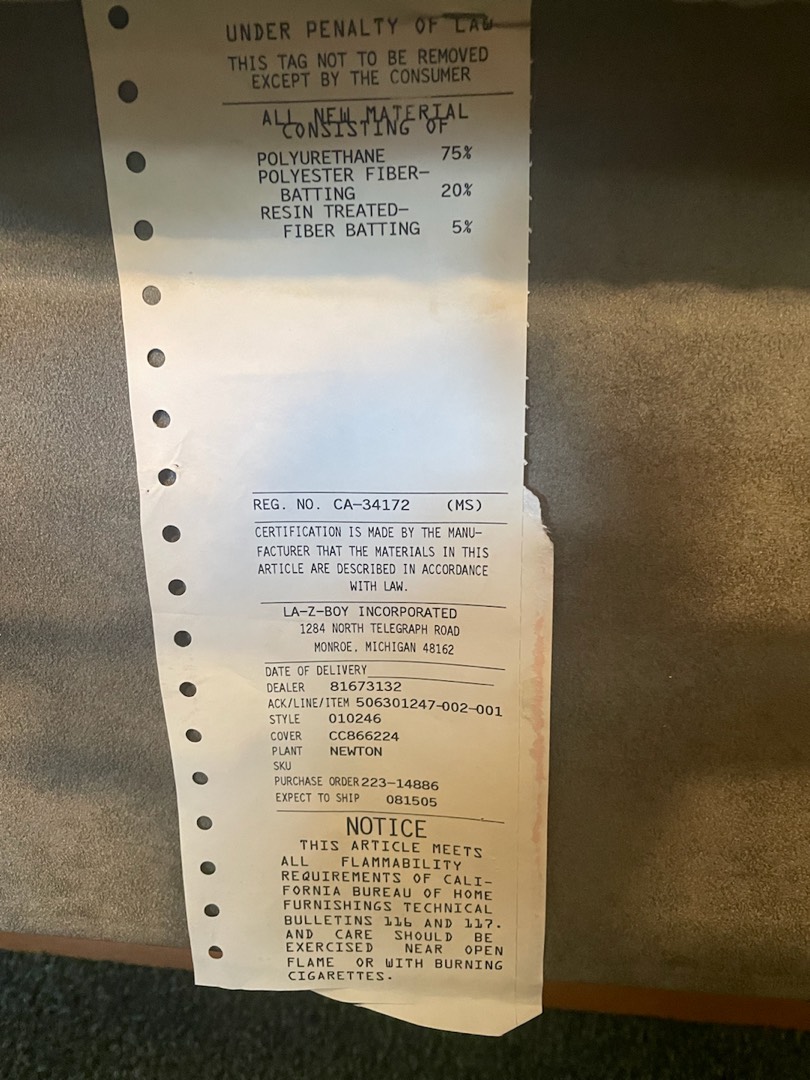 UNDER PENALTY OF LAW
THIS TAG NOT TO BE REMOVED
EXCEPT BY THE CONSUMER
ALL NEW MATERIAL
CONSISTING OF
POLYURETHANE 75%
POLYESTER FIBER-
BATTING 20%
RESIN TREATED-
FIBER BATTING 5%
REG. NO. CA-34172 (MS)
CERTIFICATION IS MADE BY THE MANU-
FACTURER THAT THE MATERIALS IN THIS
ARTICLE ARE DESCRIBED IN ACCORDANCE
WITH LAW.
LA-Z-BOY INCORPORATED
1284 NORTH TELEGRAPH ROAD
MONROE, MICHIGAN 48162
DATE OF DELIVERY
DEALER 81673132
ACK/LINE/ITEM 506301247-002-001
STYLE 010246
COVER CC866224
PLANT NEWTON
SKU
PURCHASE ORDER 223-14886
EXPECT TO SHIP 081505
NOTICE
THIS ARTICLE MEETS
ALL FLAMMABILITY
REQUIREMENTS OF CALI-
FORNIA BUREAU OF HOME
FURNISHINGS TECHNICAL
BULLETINS 116 AND 117.
AND CARE SHOULD BE
EXERCISED NEAR OPEN
FLAME OR WITH BURNING
CIGARETTES.